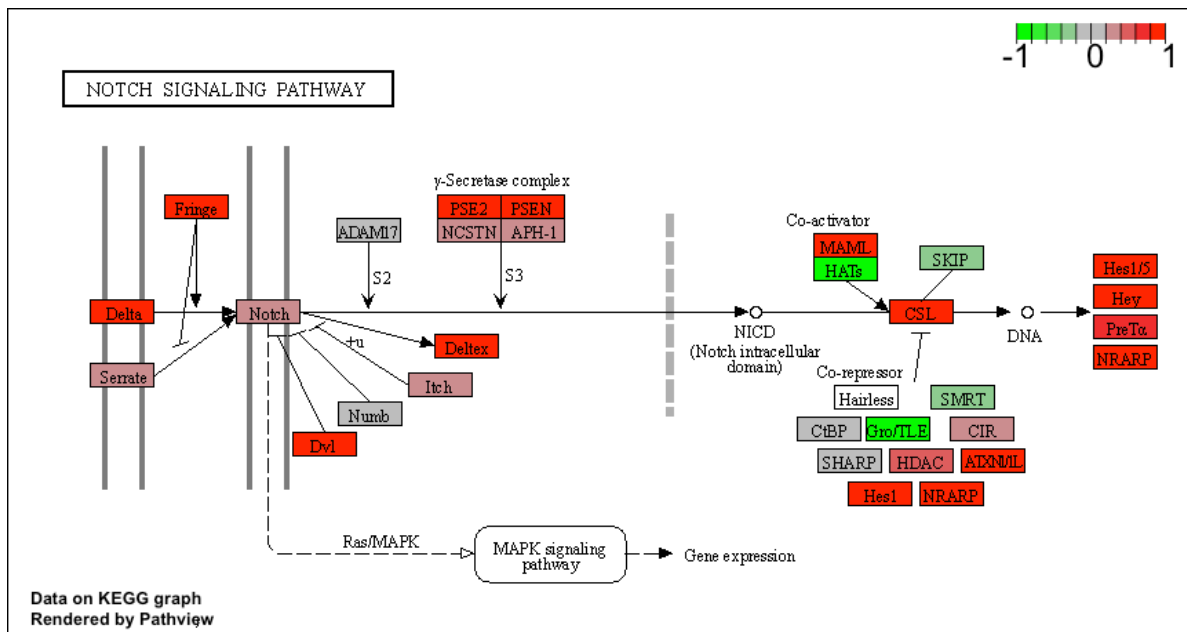 -1 0 1
NOTCH SIGNALING PATHWAY
γ-Secretase complex
Fringe
PSE2 PSEN
ADAM17
NCSTN APH-1
Co-activator
MAML
HATs
SKIP
S2
S3
Hes1/5
Delta
Notch
CSL
Hey
NICD
(Notch intracellular
domain)
DNA
PreTα
+u
Deltex
NRARP
Serrate
Itch
Co-repressor
Hairless
SMRT
Numb
CtBP
Gro/TLE
CIR
Dvl
SHARP
HDAC
ATXN1/1L
Hes1
NRARP
Ras/MAPK
MAPK signaling
pathway
Gene expression
Data on KEGG graph
Rendered by Pathview